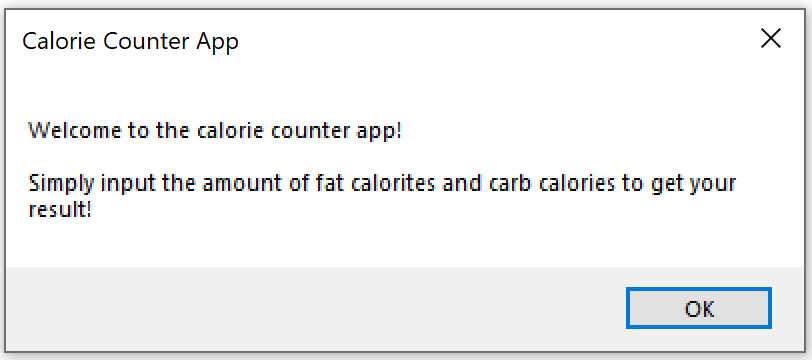 Calorie Counter App
Welcome to the calorie counter app!
Simply input the amount of fat calorites and carb calories to get your
result!
OK